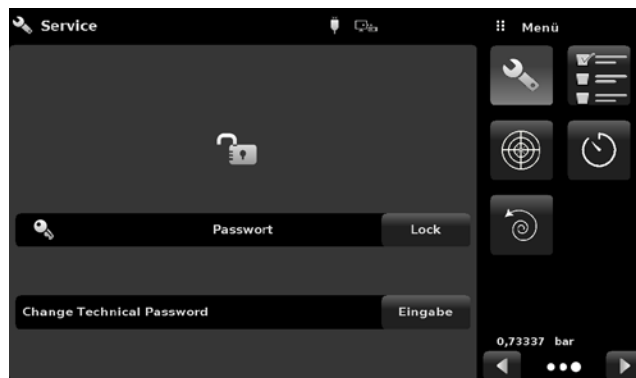 Service
Menü
Passwort
Lock
Change Technical Password
Eingabe
0,73337 bar